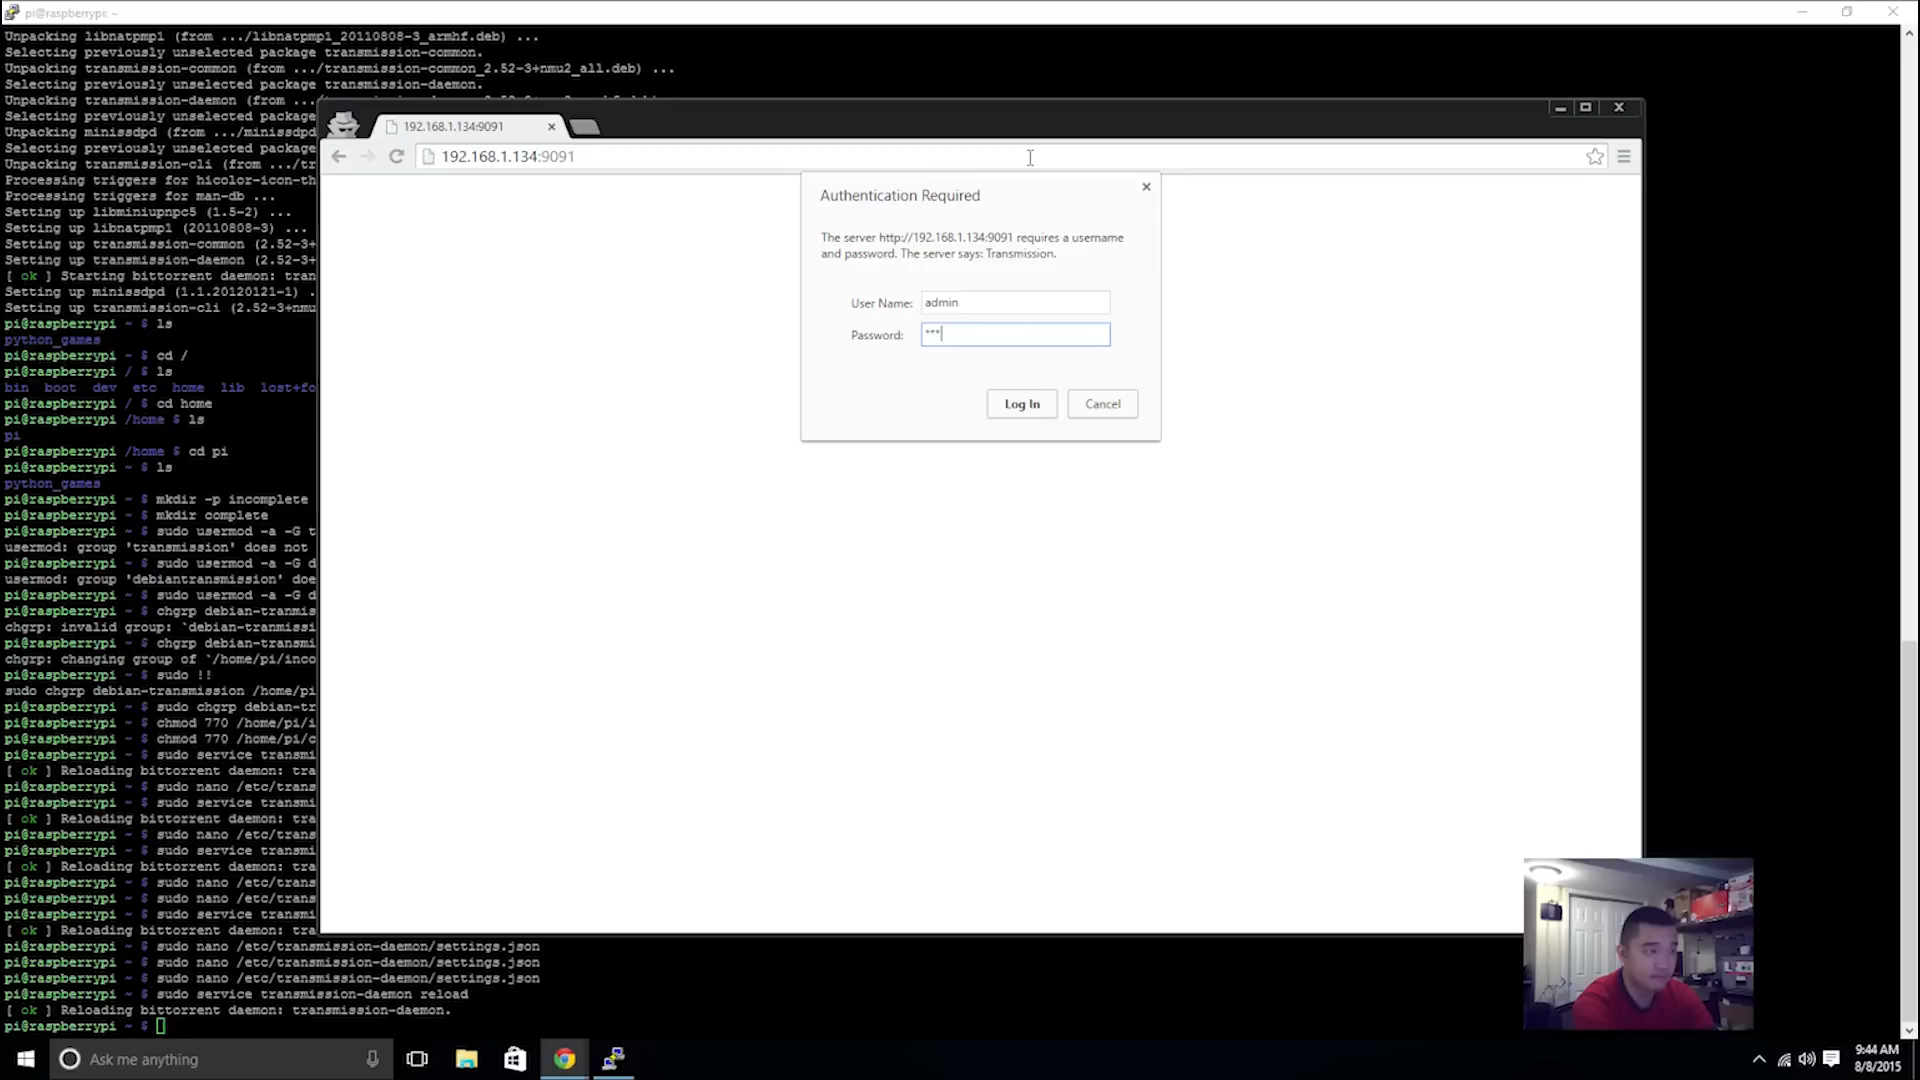 pi@raspberrypi: ~
Unpacking libnatpmp1 (from .../libnatpmp1_20110808-3_armhf.deb) ...
Selecting previously unselected package transmission-common.
Unpacking transmission-common (from .../transmission-common_2.52-3+nmu2_all.deb) ...
Selecting previously unselected package transmission-daemon.
Unpacking transmission-daemon (from ...
Selecting previously unselected package
Unpacking minissdpd (from .../minissdpd
Selecting previously unselected package
Unpacking transmission-cli (from .../tr
Processing triggers for hicolor-icon-th
Processing triggers for man-db ...
Setting up libminiupnpc5 (1.5-2) ...
Setting up libnatpmp1 (20110808-3) ...
Setting up transmission-common (2.52-3+
Setting up transmission-daemon (2.52-3+
[ ok ] Starting bittorrent daemon: tran
Setting up minissdpd (1.1.20120121-1) .
Setting up transmission-cli (2.52-3+nmu
pi@raspberrypi ~ $ ls
python_games
pi@raspberrypi ~ $ cd /
pi@raspberrypi / $ ls
bin boot dev etc home lib lost+fo
pi@raspberrypi / $ cd home
pi@raspberrypi /home $ ls
pi
pi@raspberrypi /home $ cd pi
pi@raspberrypi ~ $ ls
python_games
pi@raspberrypi ~ $ mkdir -p incomplete
pi@raspberrypi ~ $ mkdir complete
pi@raspberrypi ~ $ sudo usermod -a -G t
usermod: group 'transmission' does not
pi@raspberrypi ~ $ sudo usermod -a -G d
usermod: group 'debiantransmission' doe
pi@raspberrypi ~ $ sudo usermod -a -G d
pi@raspberrypi ~ $ chgrp debian-tranmis
chgrp: invalid group: `debian-tranmissi
pi@raspberrypi ~ $ chgrp debian-transmi
chgrp: changing group of `/home/pi/inco
pi@raspberrypi ~ $ sudo !!
sudo chgrp debian-transmission /home/pi
pi@raspberrypi ~ $ sudo chgrp debian-tr
pi@raspberrypi ~ $ chmod 770 /home/pi/i
pi@raspberrypi ~ $ chmod 770 /home/pi/c
pi@raspberrypi ~ $ sudo service transmi
[ ok ] Reloading bittorrent daemon: tra
pi@raspberrypi ~ $ sudo nano /etc/trans
pi@raspberrypi ~ $ sudo service transmi
[ ok ] Reloading bittorrent daemon: tra
pi@raspberrypi ~ $ sudo nano /etc/trans
pi@raspberrypi ~ $ sudo service transmi
[ ok ] Reloading bittorrent daemon: tra
pi@raspberrypi ~ $ sudo nano /etc/trans
pi@raspberrypi ~ $ sudo nano /etc/trans
pi@raspberrypi ~ $ sudo service transmi
[ ok ] Reloading bittorrent daemon: tra
pi@raspberrypi ~ $ sudo nano /etc/transmission-daemon/settings.json
pi@raspberrypi ~ $ sudo nano /etc/transmission-daemon/settings.json
pi@raspberrypi ~ $ sudo nano /etc/transmission-daemon/settings.json
pi@raspberrypi ~ $ sudo service transmission-daemon reload
[ ok ] Reloading bittorrent daemon: transmission-daemon.
pi@raspberrypi ~ $
192.168.1.134:9091
192.168.1.134:9091
Authentication Required
The server http://192.168.1.134:9091 requires a username
and password. The server says: Transmission.
User Name: admin
Password: ***
Log In Cancel
Ask me anything
9:44 AM
8/8/2015